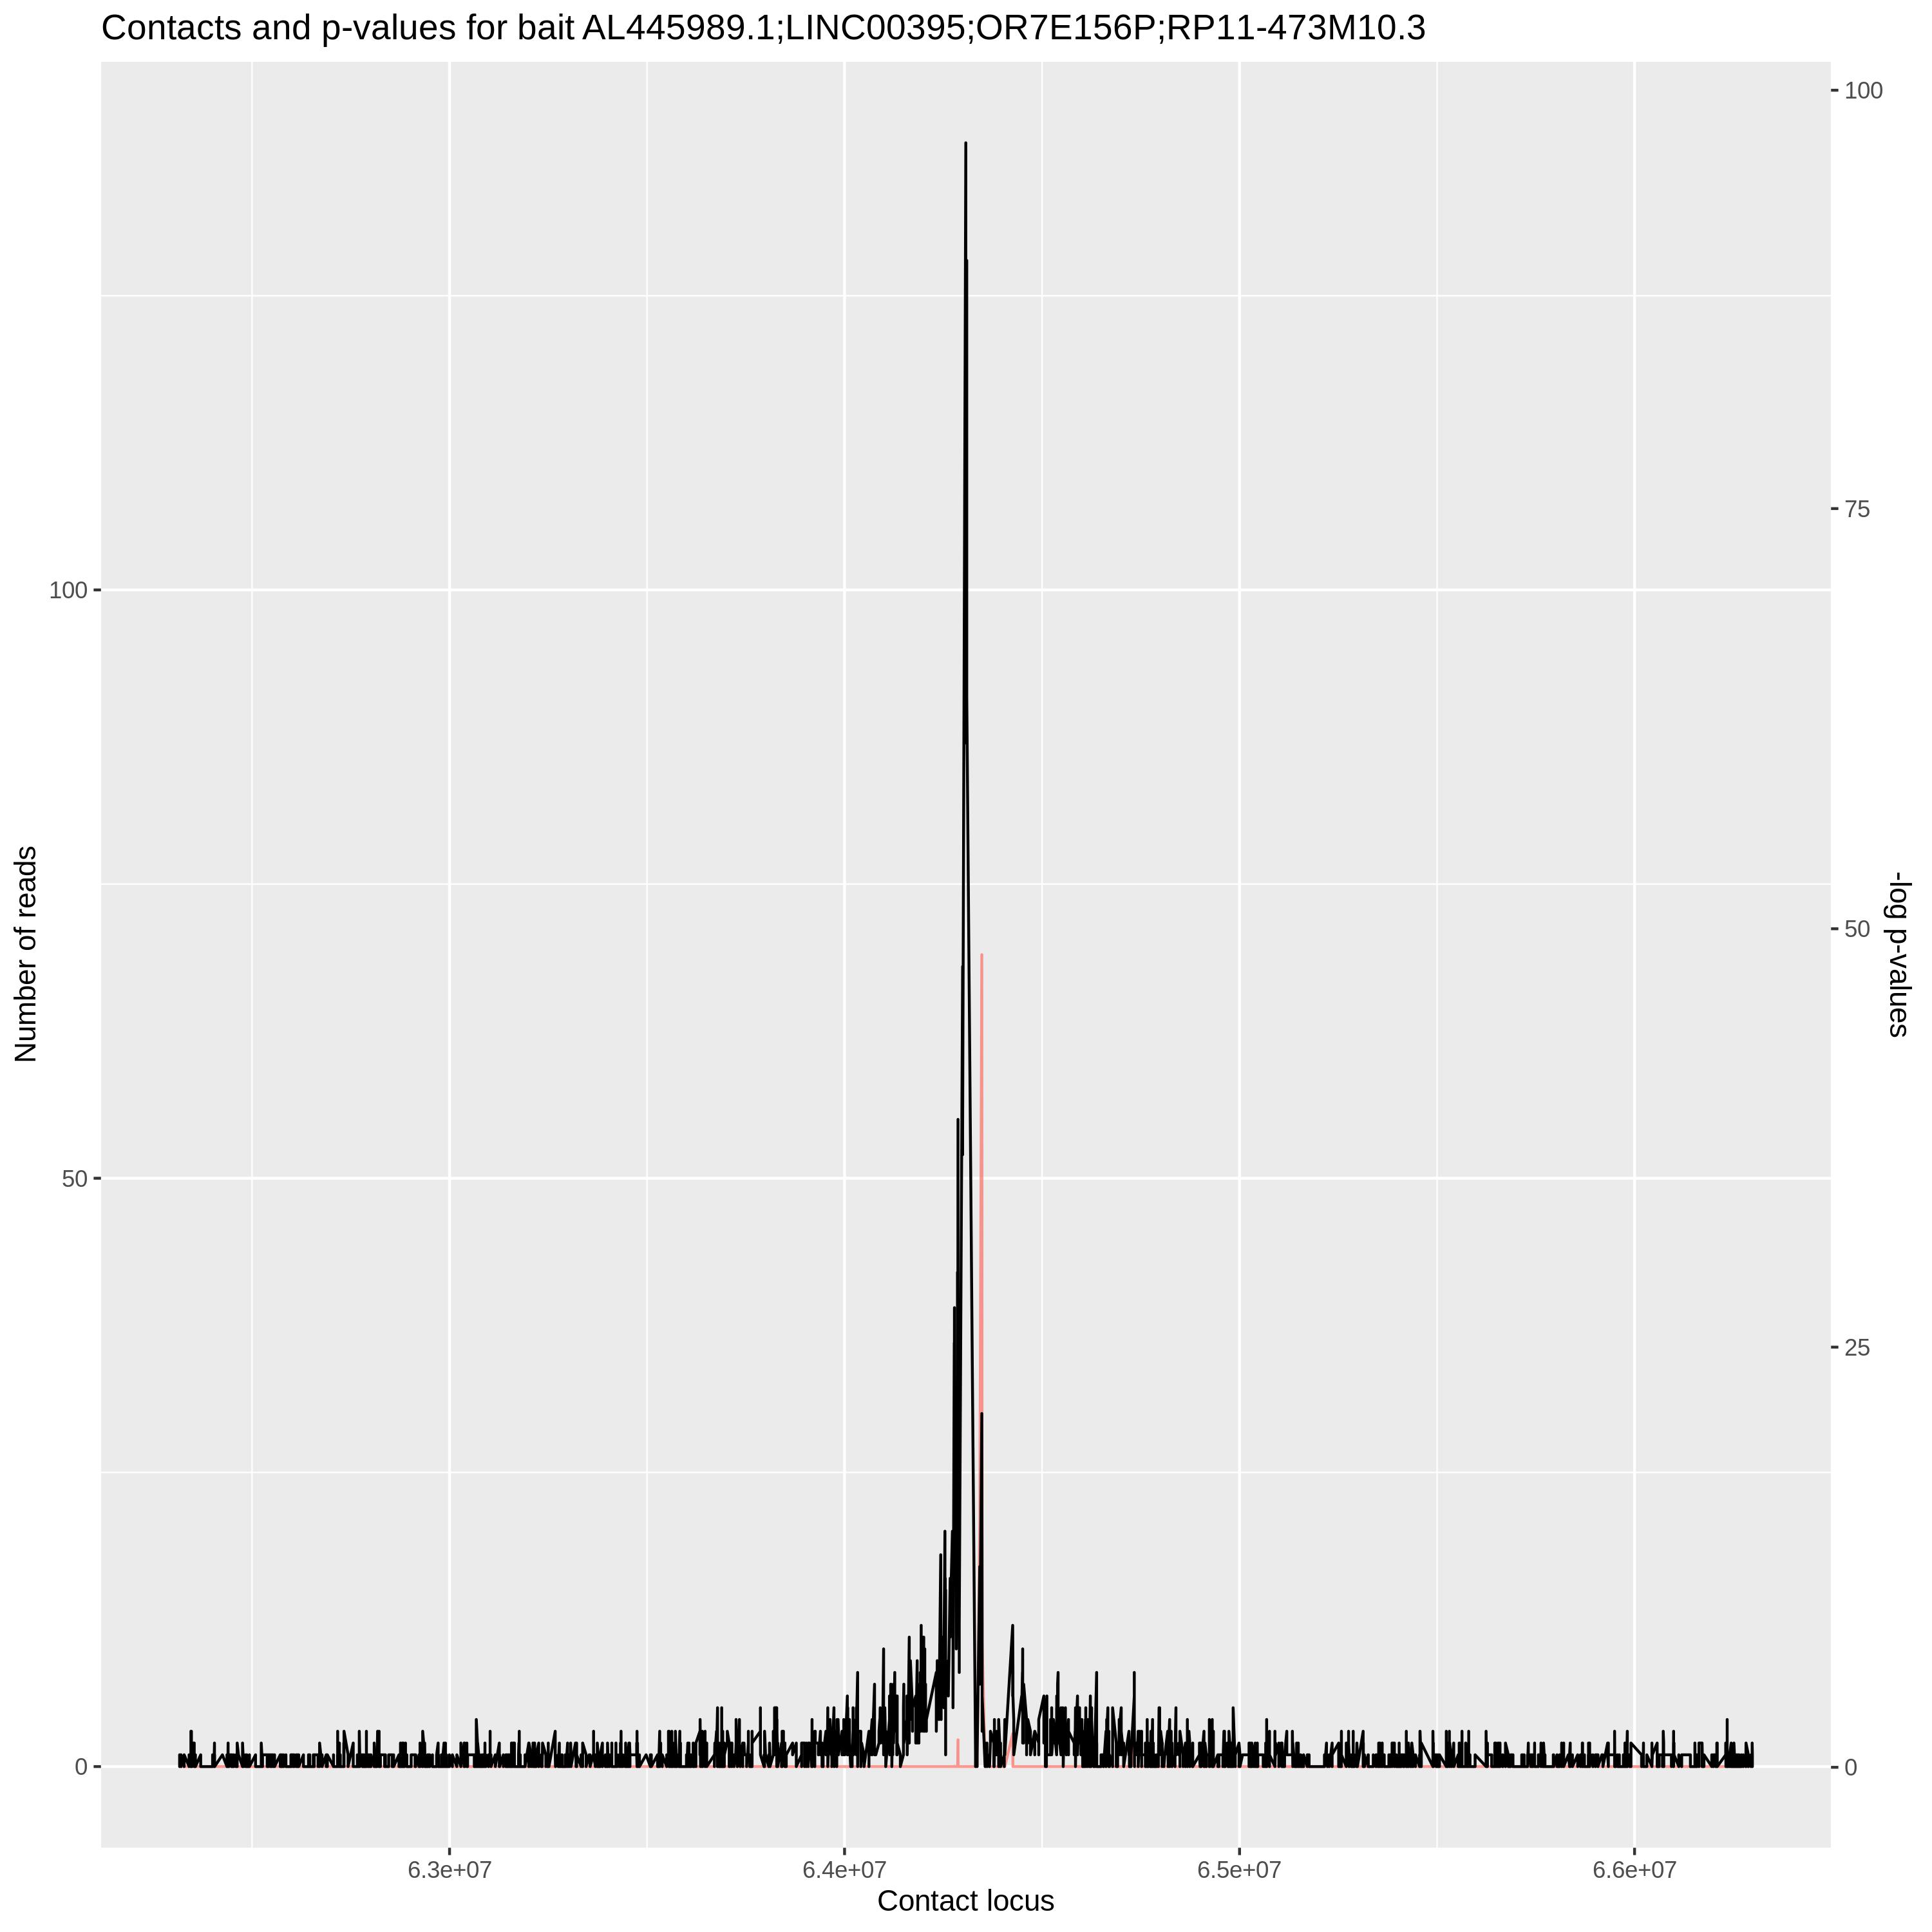 Contacts and p-values for bait AL445989.1;LINC00395;OR7E156P;RP11-473M10.3
Number of reads
100
50
0
100
75
50
25
0
-log p-values
6.3e+07
6.4e+07
6.5e+07
6.6e+07
Contact locus